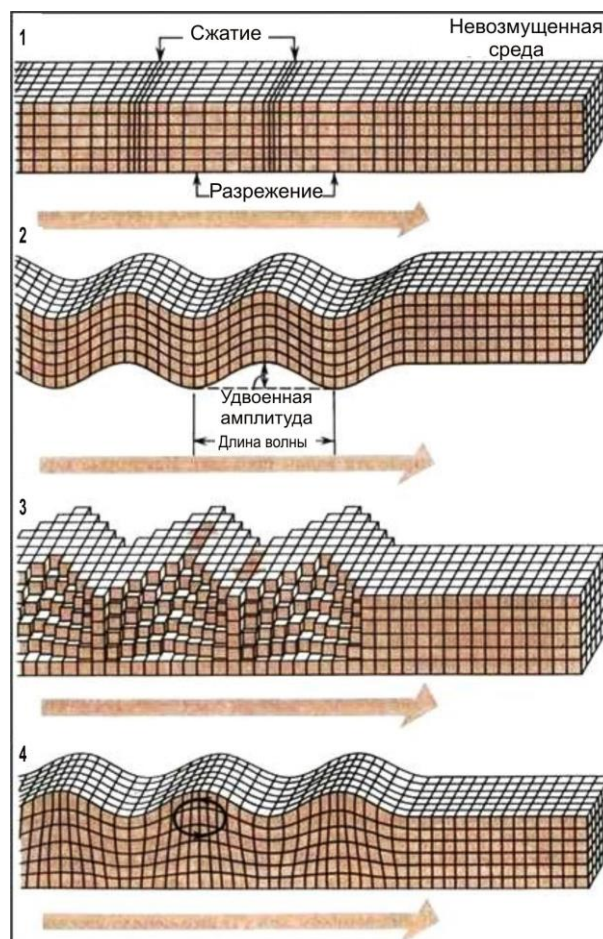 1
Сжатие
Невозмущенная
среда
Разрежение
2
Удвоенная
амплитуда
Длина волны
3
4